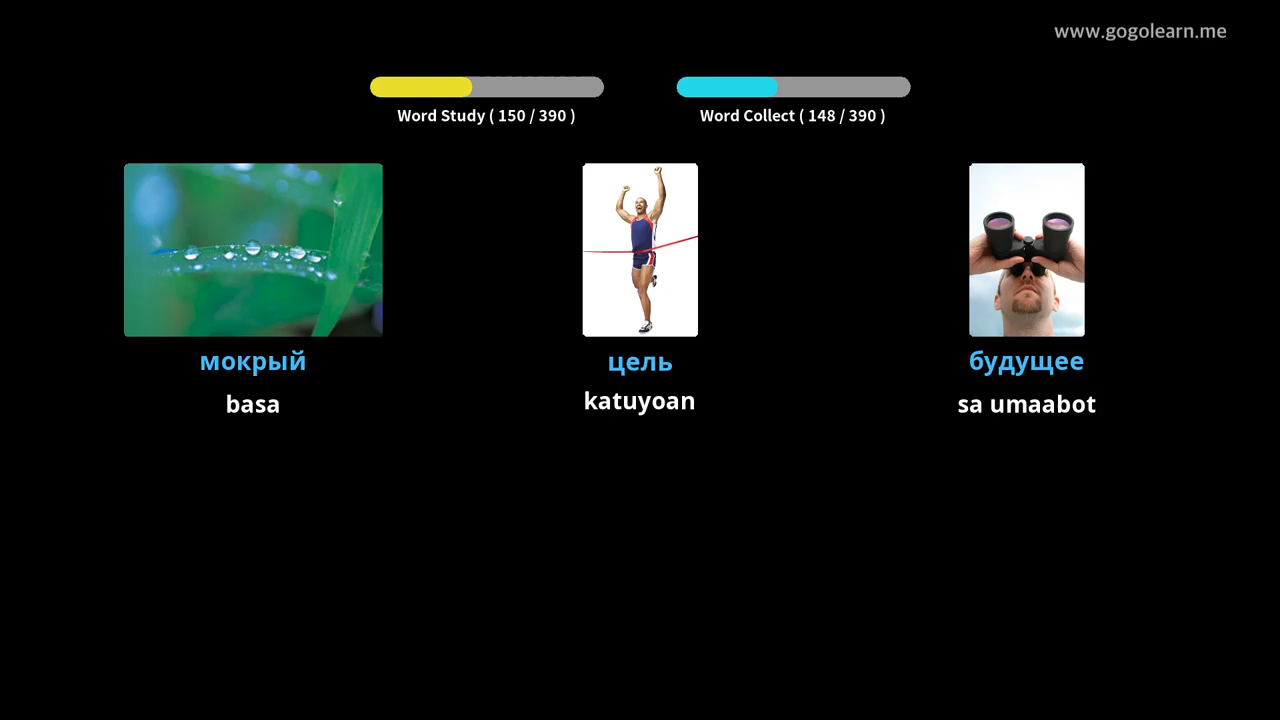 www.gogolearn.me
Word Study ( 150 / 390 )
Word Collect ( 148 / 390 )
мокрый
цель
будущее
basa
katuyoan
sa umaabot